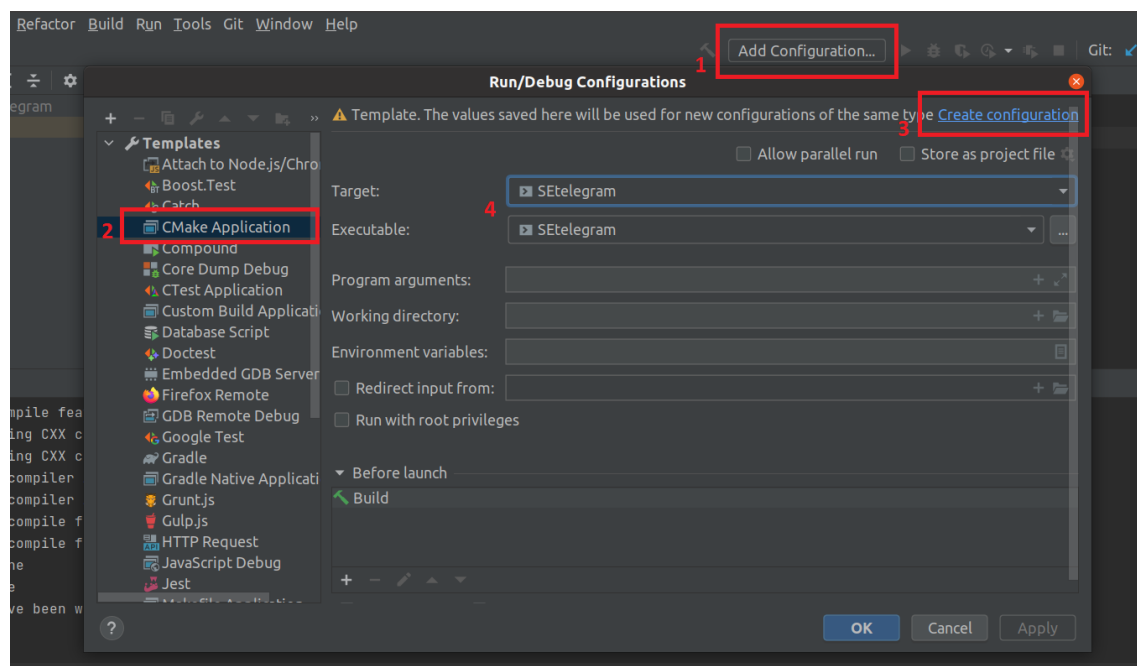 Refactor Build Run Tools Git Window Help
1 Add Configuration... Git:
egram
Run/Debug Configurations
Template. The values saved here will be used for new configurations of the same type Create configuration
3
Allow parallel run Store as project file
Templates
Attach to Node.js/Chro
Boost.Test
Catch
2 CMake Application
Compound
Core Dump Debug
CTest Application
Custom Build Applicati
Database Script
Doctest
Embedded GDB Server
Firefox Remote
GDB Remote Debug
Google Test
Gradle
Gradle Native Applicati
Grunt.js
Gulp.js
HTTP Request
JavaScript Debug
Jest
Target: SEtelegram
4
Executable: SEtelegram ...
Program arguments:
Working directory:
Environment variables:
Redirect input from:
Run with root privileges
Before launch
Build
mpile fea
ing CXX c
ing CXX c
compiler
compiler
compile f
compile f
ne
e
ve been w
? OK Cancel Apply